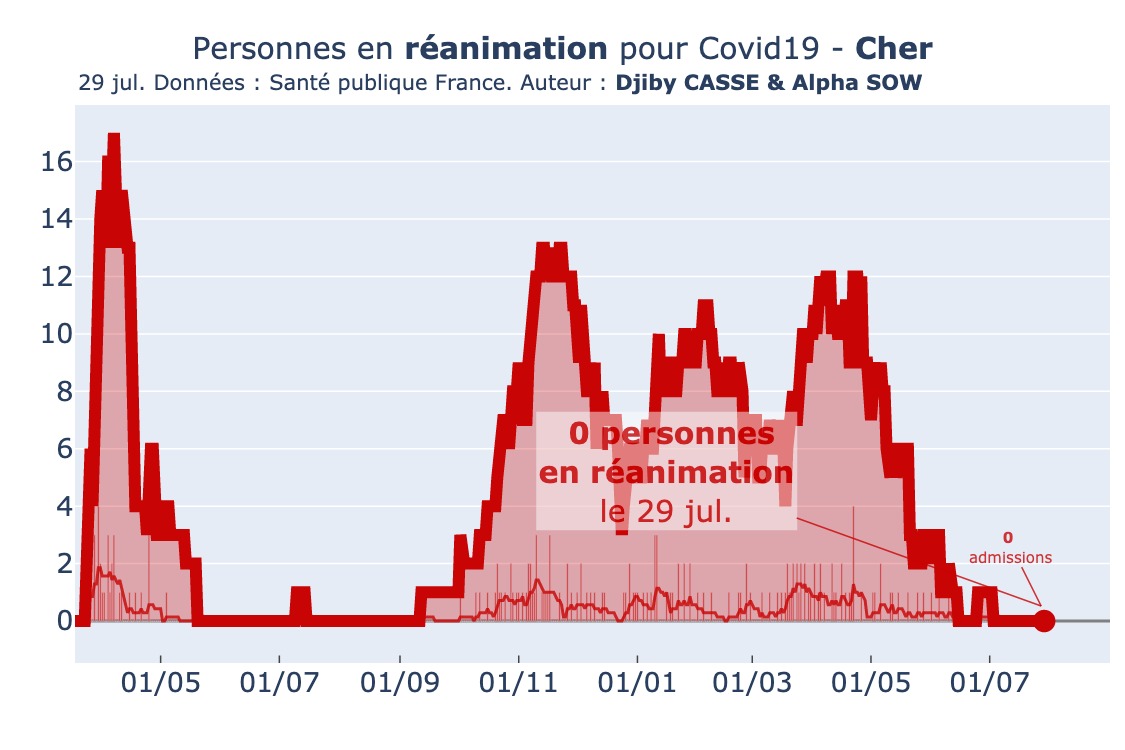 Personnes en réanimation pour Covid19 - Cher
29 jul. Données : Santé publique France. Auteur : Djiby CASSE & Alpha SOW
16
14
12
10
8
6
4
2
0
0 personnes
en réanimation
le 29 jul.
0
admissions
01/05 01/07 01/09 01/11 01/01 01/03 01/05 01/07